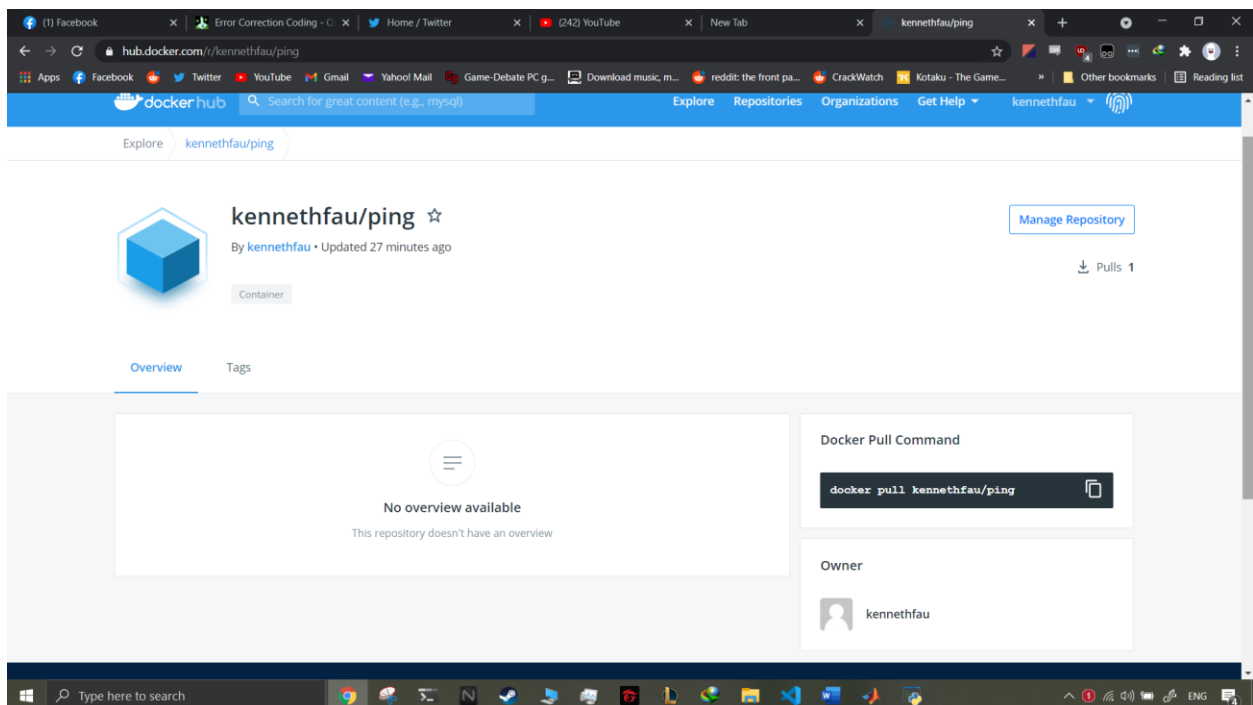 (1) Facebook
Error Correction Coding - O
Home / Twitter
(242) YouTube
New Tab
kennethfau/ping
hub.docker.com/r/kennethfau/ping
Apps Facebook Twitter YouTube Gmail Yahoo! Mail Game-Debate PC g... Download music, m... reddit: the front pa... CrackWatch Kotaku - The Game... » Other bookmarks Reading list
docker hub Search for great content (e.g., mysql) Explore Repositories Organizations Get Help kennethfau
Explore kennethfau/ping
kennethfau/ping
Manage Repository
By kennethfau • Updated 27 minutes ago
Pulls 1
Container
Overview Tags
Docker Pull Command
docker pull kennethfau/ping
No overview available
This repository doesn't have an overview
Owner
kennethfau
Type here to search
ENG